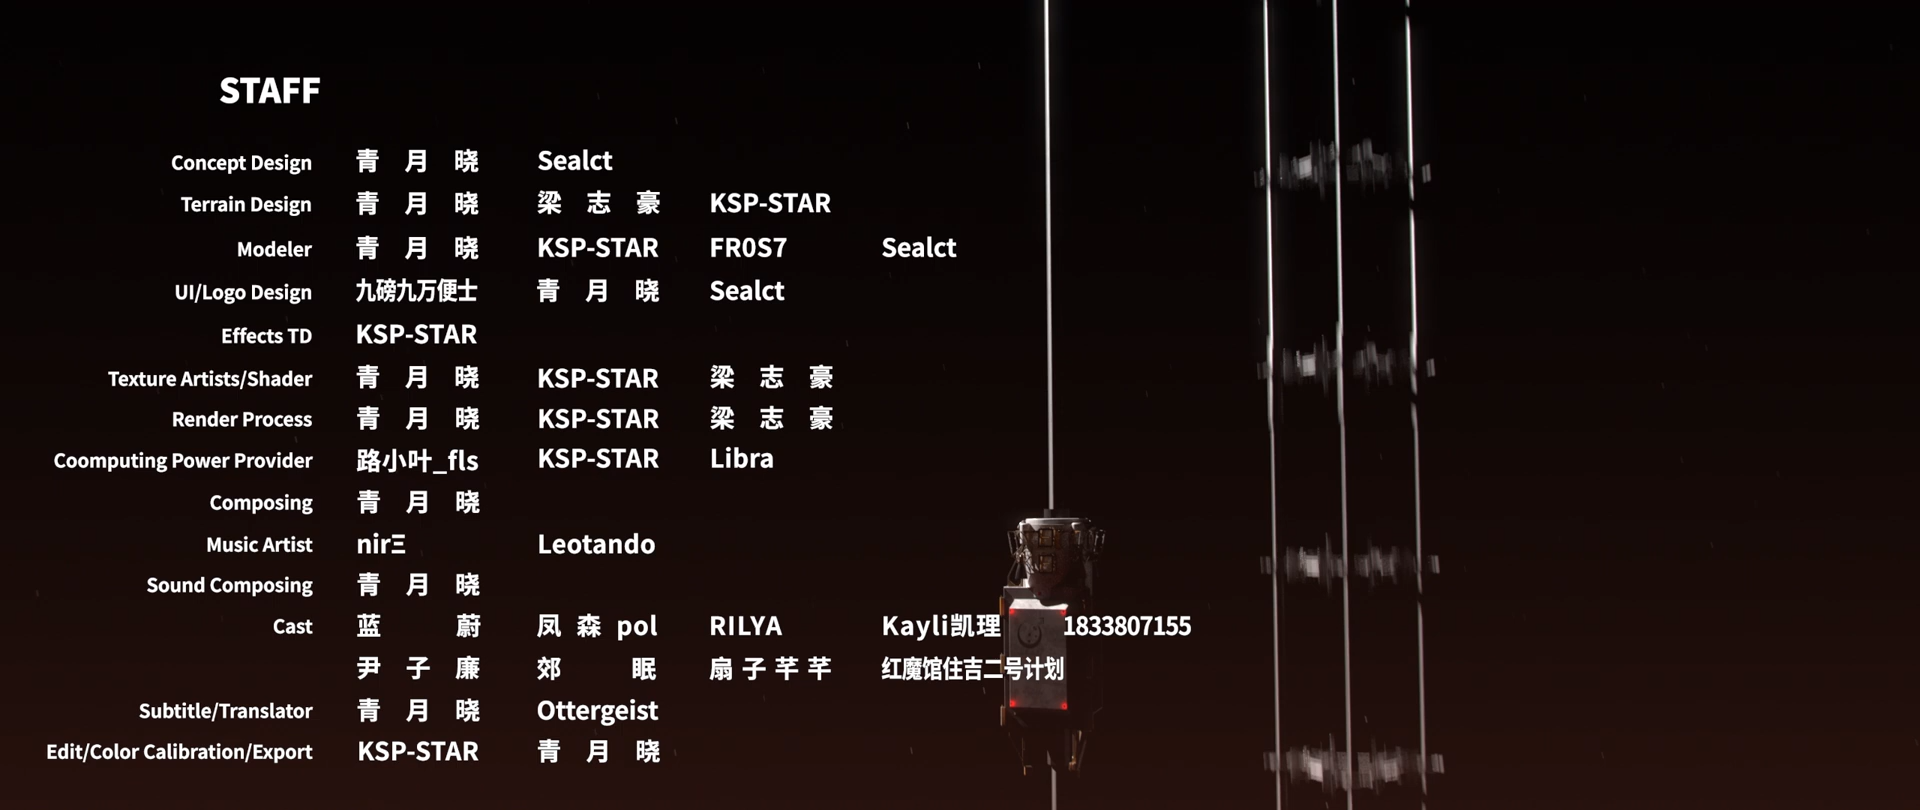 STAFF
Concept Design 青月晓 Sealct
Terrain Design 青月晓 梁志豪 KSP-STAR
Modeler 青月晓 KSP-STAR FR0S7 Sealct
UI/Logo Design 九磅九万便士 青月晓 Sealct
Effects TD KSP-STAR
Texture Artists/Shader 青月晓 KSP-STAR 梁志豪
Render Process 青月晓 KSP-STAR 梁志豪
Coomputing Power Provider 路小叶_fls KSP-STAR Libra
Composing 青月晓
Music Artist nirΞ Leotando
Sound Composing 青月晓
Cast 蓝蔚 凤森pol RILYA Kayli凯理 1833807155
尹子廉 郊眠 扇子芊芊 红魔馆住吉二号计划
Subtitle/Translator 青月晓 Ottergeist
Edit/Color Calibration/Export KSP-STAR 青月晓